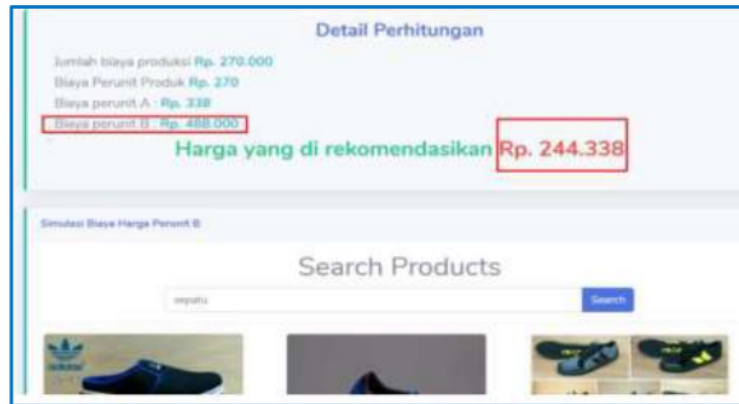 Detail Perhitungan
Jumlah biaya produksi Rp. 270.000
Biaya Perunit Produk Rp. 270
Biaya perunit A : Rp. 338
Biaya perunit B : Rp. 488.000
Harga yang di rekomendasikan Rp. 244.338
Simulasi Biaya Harga Perunit B
Search Products
sepatu Search
adidas